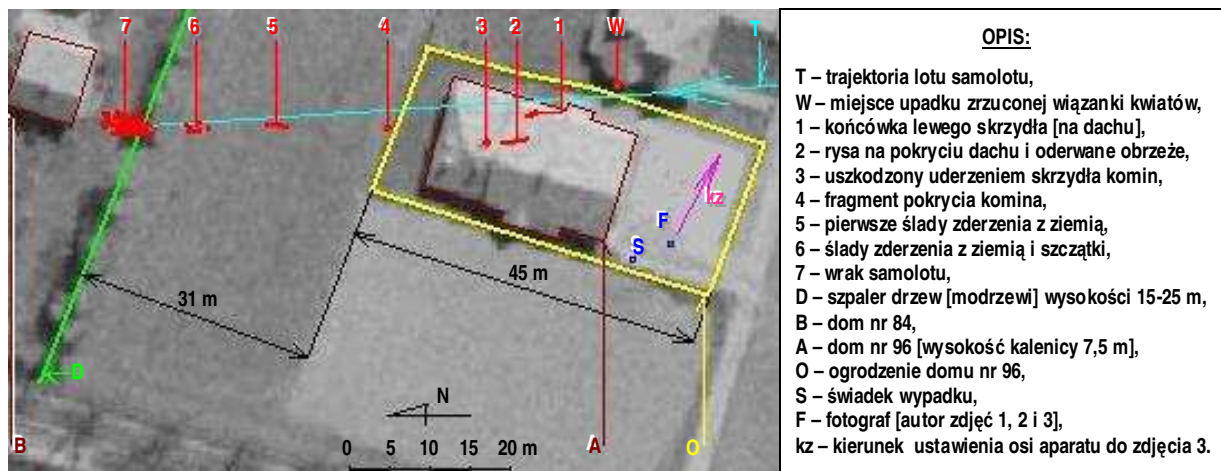 7 6 5 4 3 2 1 W T
kz
F
S
45 m
31 m
D
N
0 5 10 20 m
B A O
OPIS:
T – trajektoria lotu samolotu,
W – miejsce upadku zrzuconej wiązanki kwiatów,
1 – końcówka lewego skrzydła [na dachu],
2 – rysa na pokryciu dachu i oderwane obrzeże,
3 – uszkodzony uderzeniem skrzydła komin,
4 – fragment pokrycia komina,
5 – pierwsze ślady zderzenia z ziemią,
6 – ślady zderzenia z ziemią i szczątki,
7 – wrak samolotu,
D – szpaler drzew [modrzewi] wysokości 15-25 m,
B – dom nr 84,
A – dom nr 96 [wysokość kalenicy 7,5 m],
O – ogrodzenie domu nr 96,
S – świadek wypadku,
F – fotograf [autor zdjęć 1, 2 i 3],
kz – kierunek ustawienia osi aparatu do zdjęcia 3.